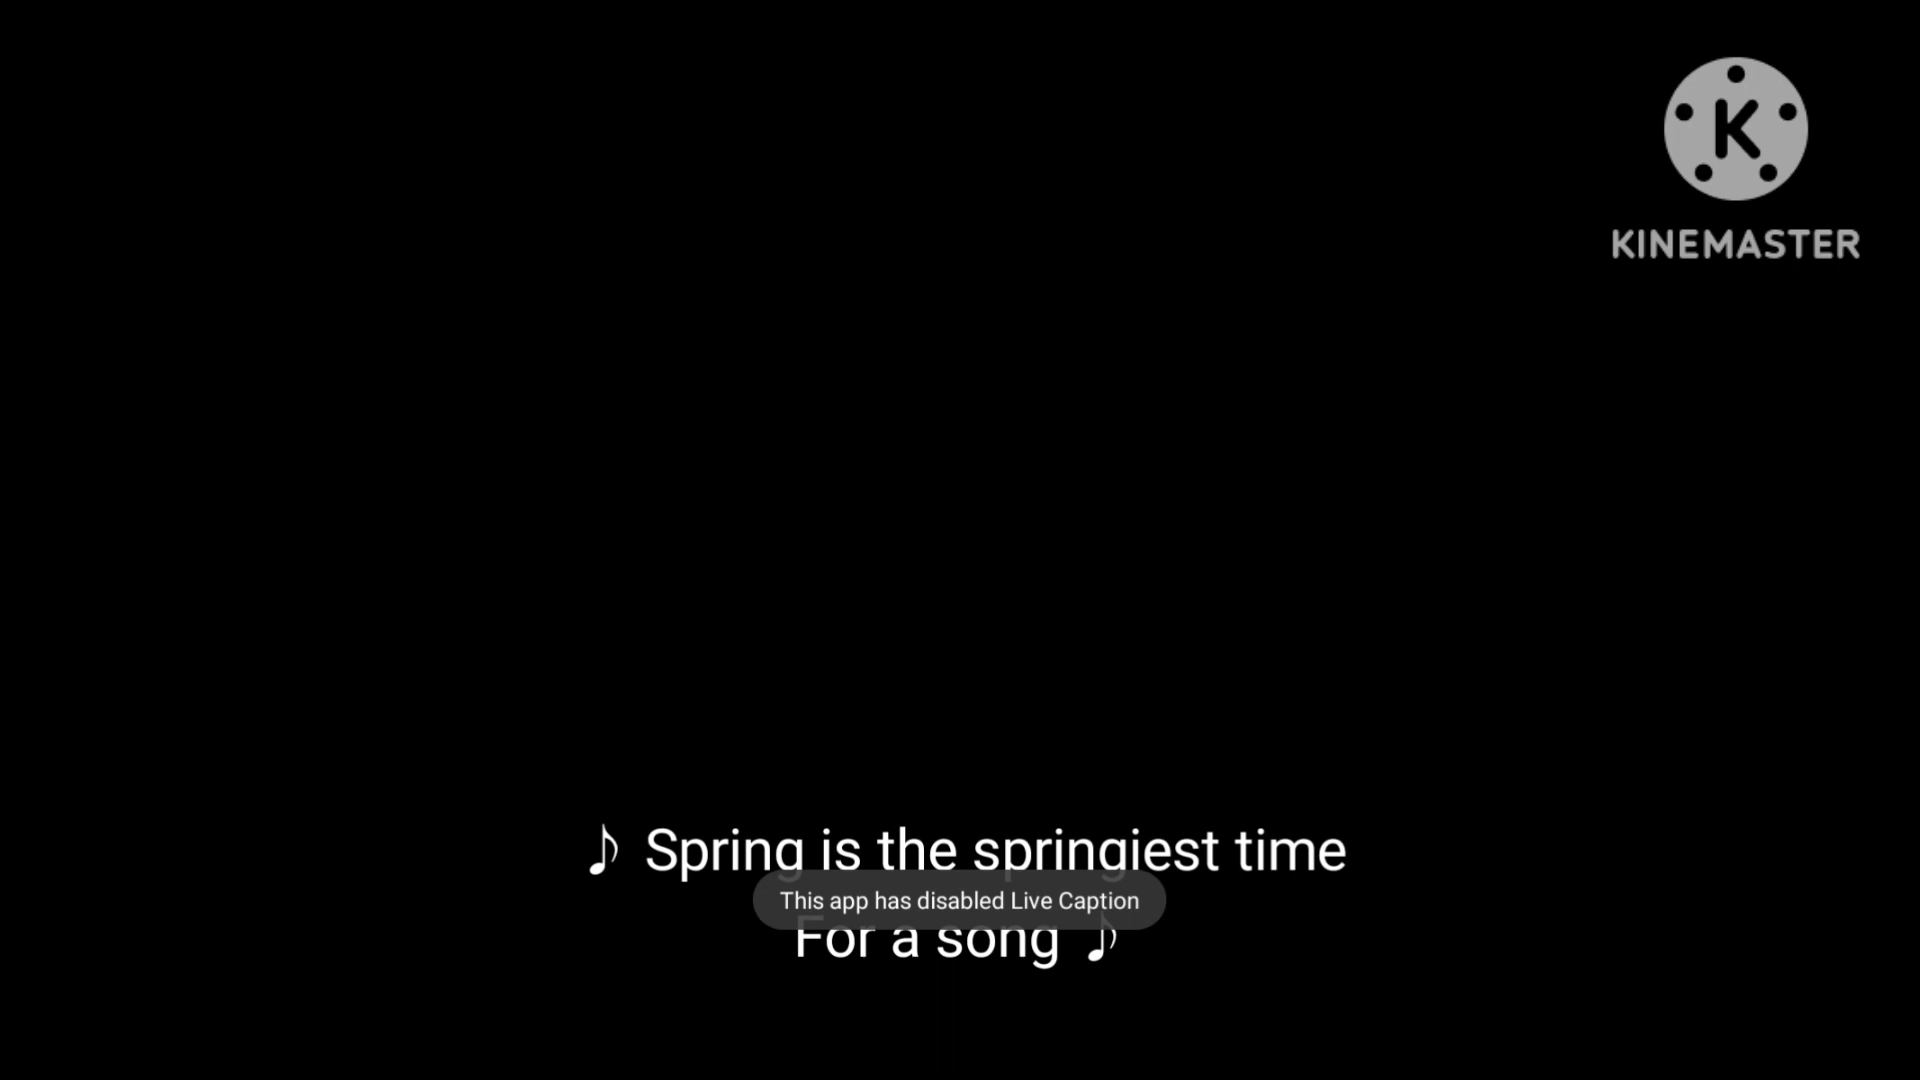 K
KINEMASTER
♪ Spring is the springiest time
This app has disabled Live Caption
For a song ♪